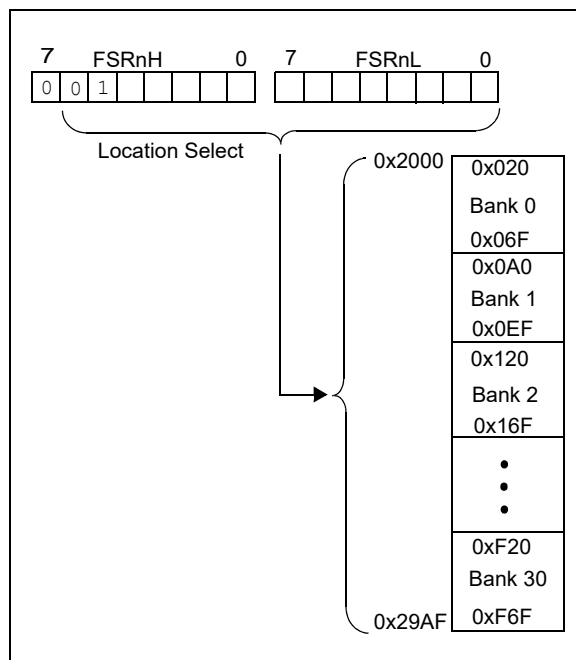 7 FSRnH 0 7 FSRnL 0
0 0 1
Location Select
0x2000
0x020
Bank 0
0x06F
0x0A0
Bank 1
0x0EF
0x120
Bank 2
0x16F
0xF20
Bank 30
0xF6F
0x29AF